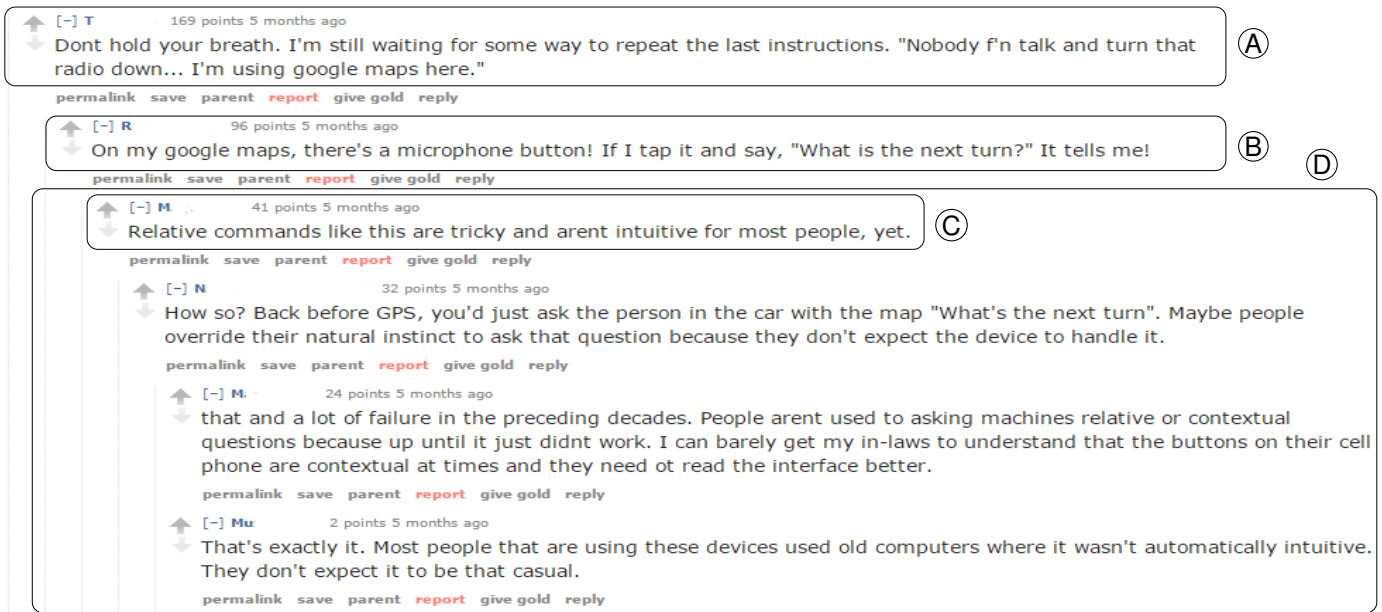 [-] T 169 points 5 months ago
Dont hold your breath. I'm still waiting for some way to repeat the last instructions. "Nobody f'n talk and turn that
radio down... I'm using google maps here."
A
permalink save parent report give gold reply
[-] R 96 points 5 months ago
On my google maps, there's a microphone button! If I tap it and say, "What is the next turn?" It tells me!
B
D
permalink save parent report give gold reply
[-] M 41 points 5 months ago
Relative commands like this are tricky and arent intuitive for most people, yet.
C
permalink save parent report give gold reply
[-] N 32 points 5 months ago
How so? Back before GPS, you'd just ask the person in the car with the map "What's the next turn". Maybe people
override their natural instinct to ask that question because they don't expect the device to handle it.
permalink save parent report give gold reply
[-] M 24 points 5 months ago
that and a lot of failure in the preceding decades. People arent used to asking machines relative or contextual
questions because up until it just didnt work. I can barely get my in-laws to understand that the buttons on their cell
phone are contextual at times and they need ot read the interface better.
permalink save parent report give gold reply
[-] Mu 2 points 5 months ago
That's exactly it. Most people that are using these devices used old computers where it wasn't automatically intuitive.
They don't expect it to be that casual.
permalink save parent report give gold reply